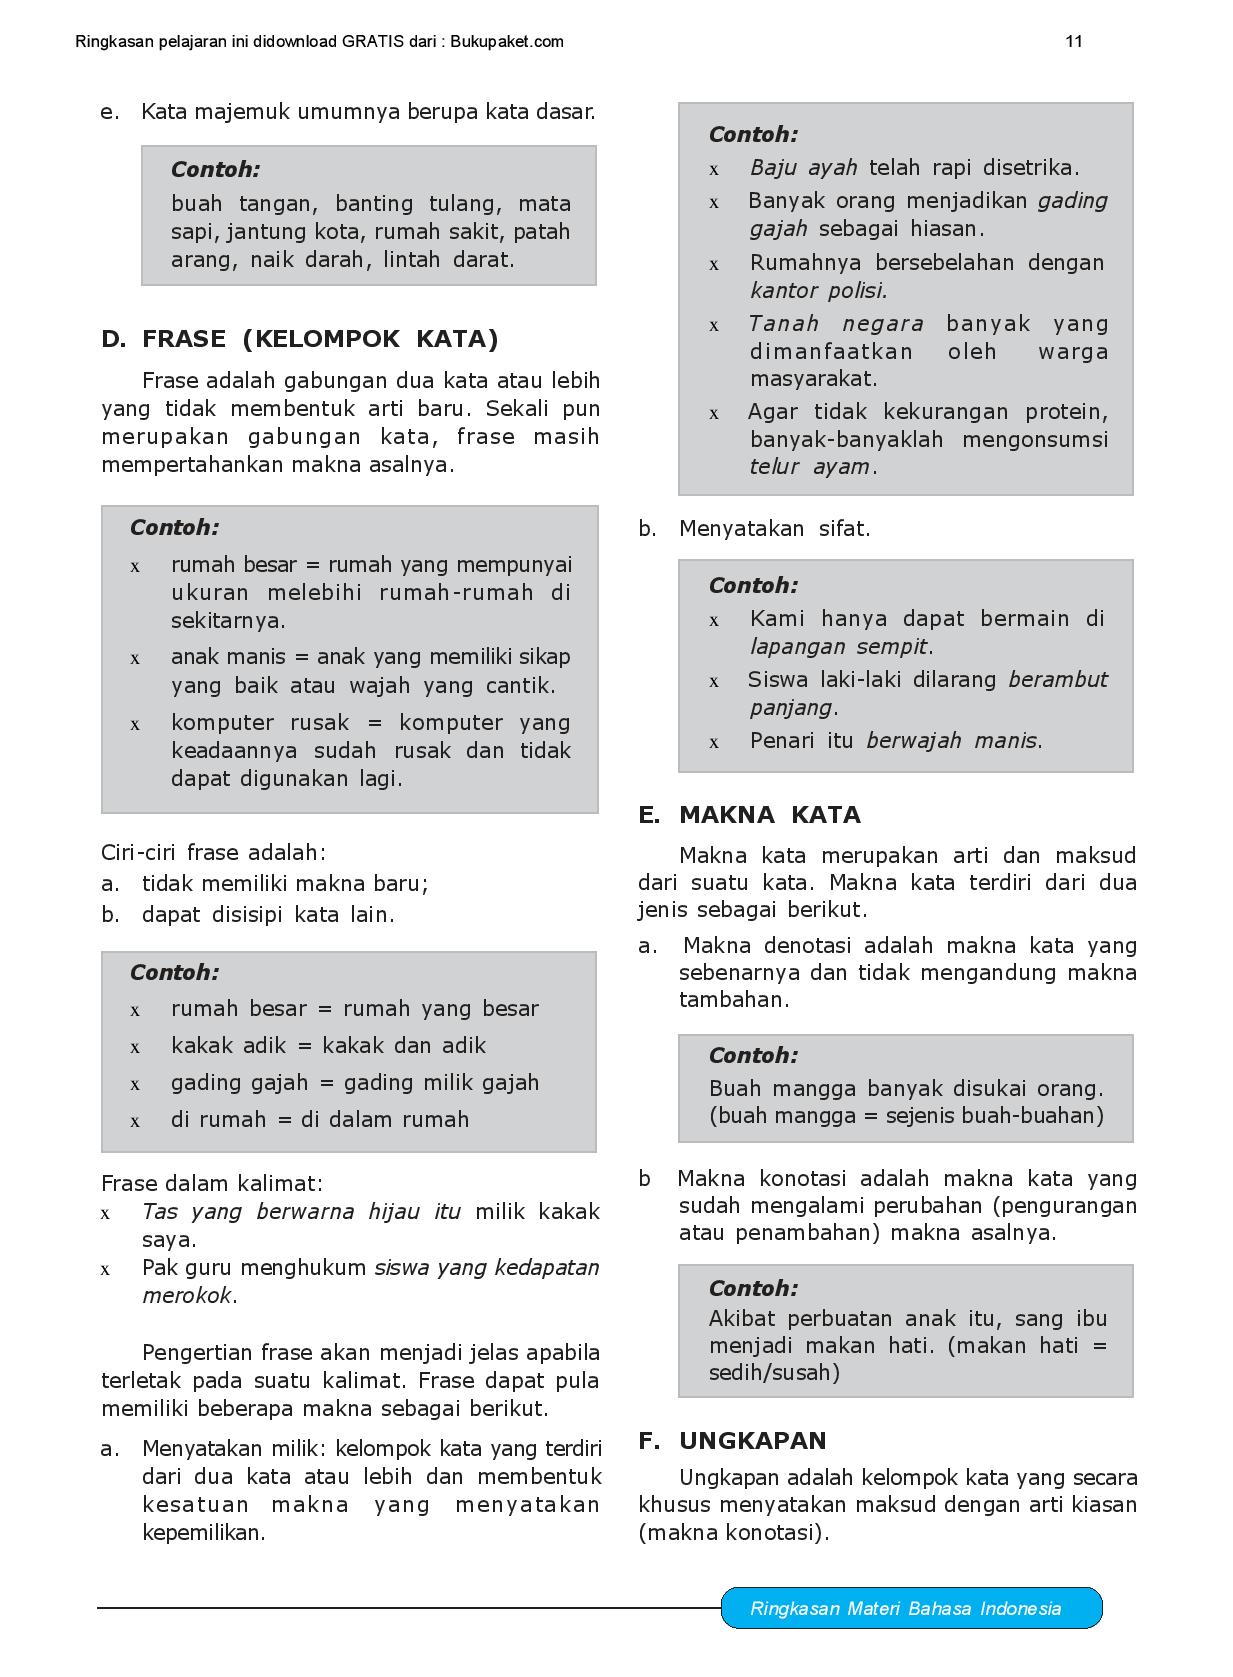 Ringkasan pelajaran ini didownload GRATIS dari : Bukupaket.com
11
e. Kata majemuk umumnya berupa kata dasar.
Contoh:
buah tangan, banting tulang, mata
sapi, jantung kota, rumah sakit, patah
arang, naik darah, lintah darat.
D. FRASE (KELOMPOK KATA)
Frase adalah gabungan dua kata atau lebih
yang tidak membentuk arti baru. Sekali pun
merupakan gabungan kata, frase masih
mempertahankan makna asalnya.
Contoh:
x rumah besar = rumah yang mempunyai
ukuran melebihi rumah-rumah di
sekitarnya.
x anak manis = anak yang memiliki sikap
yang baik atau wajah yang cantik.
x komputer rusak = komputer yang
keadaannya sudah rusak dan tidak
dapat digunakan lagi.
Ciri-ciri frase adalah:
a. tidak memiliki makna baru;
b. dapat disisipi kata lain.
Contoh:
x rumah besar = rumah yang besar
x kakak adik = kakak dan adik
x gading gajah = gading milik gajah
x di rumah = di dalam rumah
Frase dalam kalimat:
x Tas yang berwarna hijau itu milik kakak
saya.
x Pak guru menghukum siswa yang kedapatan
merokok.
Pengertian frase akan menjadi jelas apabila
terletak pada suatu kalimat. Frase dapat pula
memiliki beberapa makna sebagai berikut.
a. Menyatakan milik: kelompok kata yang terdiri
dari dua kata atau lebih dan membentuk
kesatuan makna yang menyatakan
kepemilikan.
Contoh:
x Baju ayah telah rapi disetrika.
x Banyak orang menjadikan gading
gajah sebagai hiasan.
x Rumahnya bersebelahan dengan
kantor polisi.
x Tanah negara banyak yang
dimanfaatkan oleh warga
masyarakat.
x Agar tidak kekurangan protein,
banyak-banyaklah mengonsumsi
telur ayam.
b. Menyatakan sifat.
Contoh:
x Kami hanya dapat bermain di
lapangan sempit.
x Siswa laki-laki dilarang berambut
panjang.
x Penari itu berwajah manis.
E. MAKNA KATA
Makna kata merupakan arti dan maksud
dari suatu kata. Makna kata terdiri dari dua
jenis sebagai berikut.
a. Makna denotasi adalah makna kata yang
sebenarnya dan tidak mengandung makna
tambahan.
Contoh:
Buah mangga banyak disukai orang.
(buah mangga = sejenis buah-buahan)
b Makna konotasi adalah makna kata yang
sudah mengalami perubahan (pengurangan
atau penambahan) makna asalnya.
Contoh:
Akibat perbuatan anak itu, sang ibu
menjadi makan hati. (makan hati =
sedih/susah)
F. UNGKAPAN
Ungkapan adalah kelompok kata yang secara
khusus menyatakan maksud dengan arti kiasan
(makna konotasi).
Ringkasan Materi Bahasa Indonesia